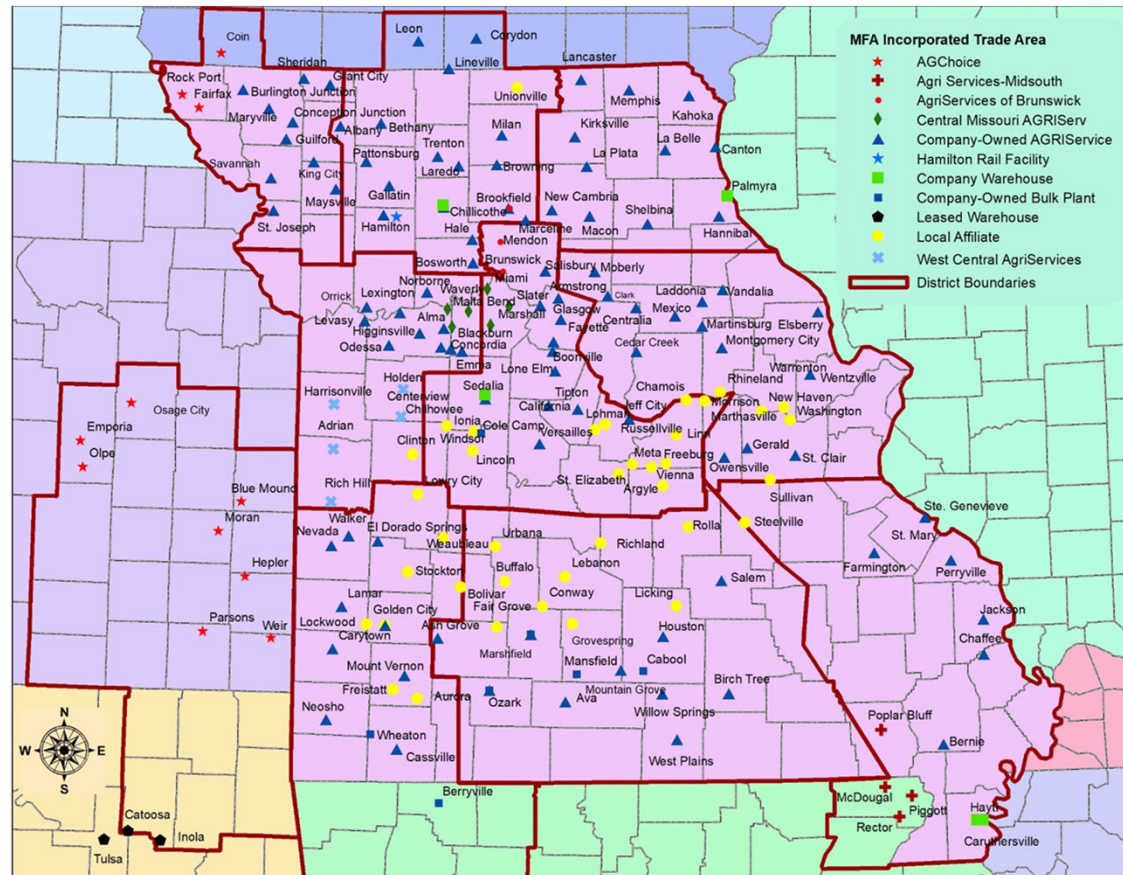 MFA Incorporated Trade Area
AGChoice
Agri Services-Midsouth
AgriServices of Brunswick
Central Missouri AGRIServ
Company-Owned AGRIService
Hamilton Rail Facility
Company Warehouse
Company-Owned Bulk Plant
Leased Warehouse
Local Affiliate
West Central AgriServices
District Boundaries
Coin
Leon
Corydon
Sheridan
Lineville
Lancaster
Rock Port
Grant City
Fairfax
Burlington Junction
Unionville
Memphis
Kahoka
Maryville
Conception Junction
Albany
Bethany
Milan
Kirksville
La Belle
Canton
Guilford
Pattonsburg
Trenton
Laredo
Browning
La Plata
Savannah
King City
Maysville
Gallatin
Palmyra
St. Joseph
Hamilton
Chillicothe
Brookfield
Marceline
New Cambria
Macon
Shelbina
Hannibal
Hale
Mendon
Bosworth
Brunswick
Salisbury
Moberly
Norborne
Miami
Waverly
Orrick
Lexington
Malta Bend
Slater
Armstrong
Clark
Laddonia
Vandalia
Levasy
Alma
Marshall
Glasgow
Centralia
Mexico
Elsberry
Higginsville
Blackburn
Fayette
Martinsburg
Odessa
Concordia
Boonville
Cedar Creek
Montgomery City
Emma
Lone Elm
Warrenton
Wentzville
Holden
Sedalia
Tipton
Chamois
Rhineland
Harrisonville
Centerview
California
Lohman
Jeff City
Morrison
New
Haven
Chilhowee
Ionia
Cole Camp
Russellville
Marthasville
Washington
Adrian
Clinton
Windsor
Versailles
Linn
Lincoln
Meta
Freeburg
Gerald
St. Clair
St. Elizabeth
Vienna
Owensville
Argyle
Rich Hill
Lowry City
Sullivan
Walker
El Dorado Springs
Urbana
Rolla
Steelville
Ste. Genevieve
Nevada
Weaubleau
Richland
St. Mary
Stockton
Buffalo
Lebanon
Farmington
Perryville
Bolivar
Conway
Salem
Lamar
Fair Grove
Licking
Jackson
Golden City
Lockwood
Ash Grove
Houston
Chaffee
Carytown
Marshfield
Grovespring
Mount Vernon
Mansfield
Cabool
Freistatt
Aurora
Ozark
Mountain Grove
Birch Tree
Neosho
Ava
Willow Springs
Poplar Bluff
Wheaton
Bernie
Cassville
West Plains
Berryville
McDougal
Piggott
Hayti
Rector
Caruthersville
Osage City
Emporia
Olpe
Blue Mound
Moran
Hepler
Parsons
Weir
N
W
E
S
Catoosa
Inola
Tulsa